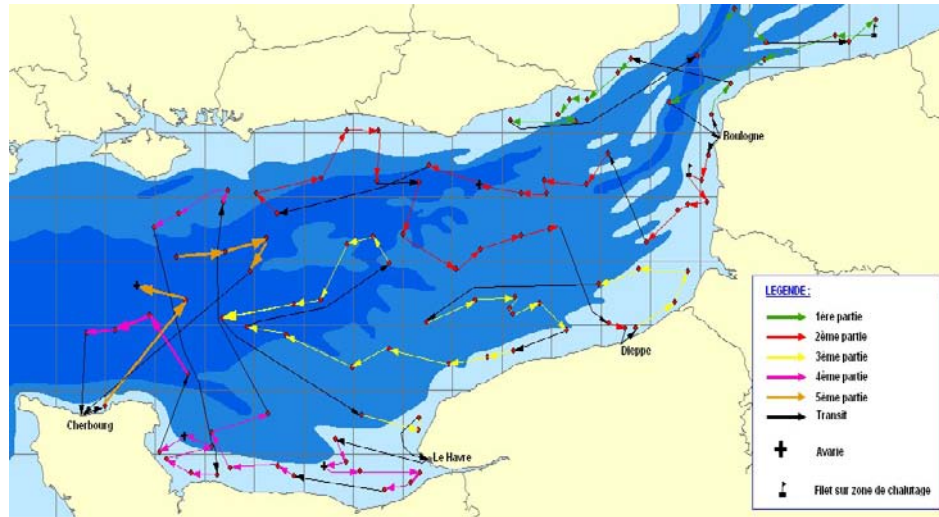 Boulogne
Dieppe
Le Havre
Cherbourg
LEGENDE :
1ère partie
2ème partie
3ème partie
4ème partie
5ème partie
Transit
Avarie
Filet sur zone de chalutage